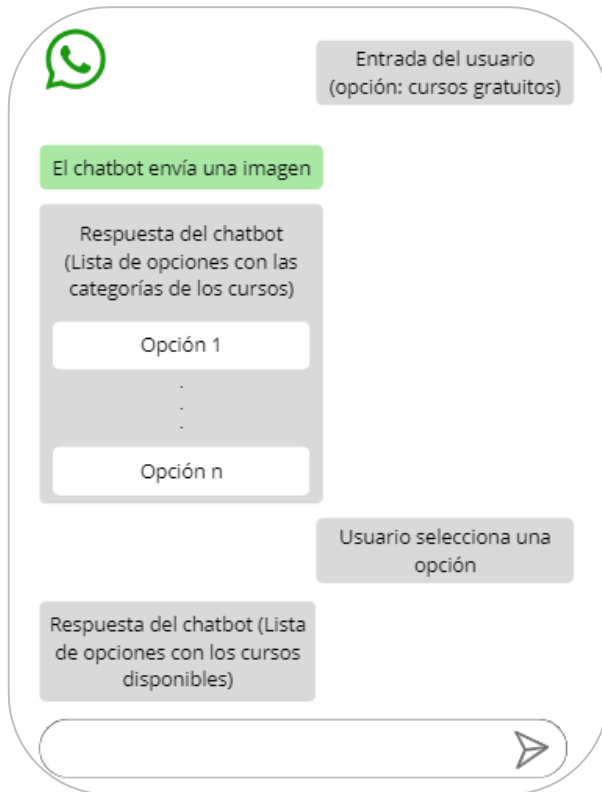 Entrada del usuario
(opción: cursos gratuitos)
El chatbot envía una imagen
Respuesta del chatbot
(Lista de opciones con las
categorías de los cursos)
Opción 1
.
.
.
Opción n
Usuario selecciona una
opción
Respuesta del chatbot (Lista
de opciones con los cursos
disponibles)